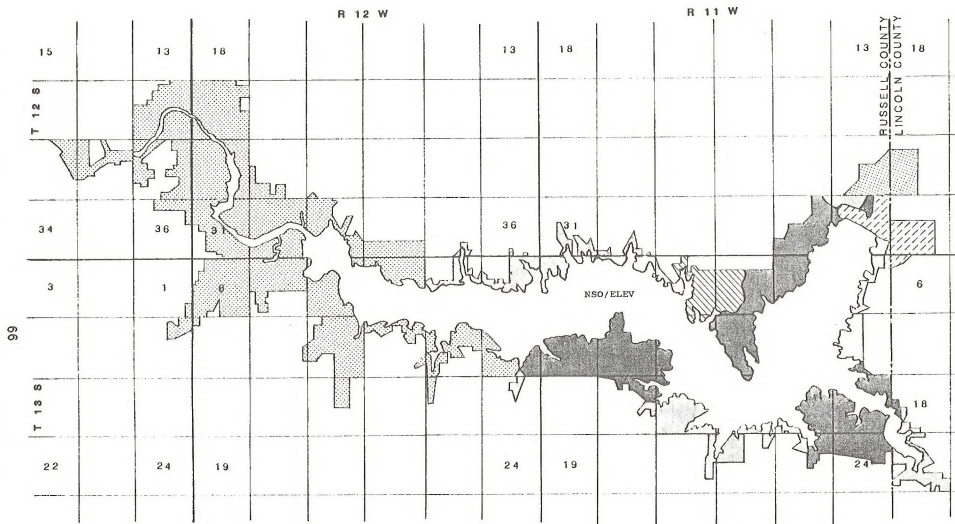 R 12 W R 11 W
15 13 18 13 18 13 18
RUSSELL COUNTY
LINCOLN COUNTY
T 12 S
34 36 31 36 31
3 1 6 NSO/ELEV 6
66
T 13 S
18
22 24 19 24 19 24